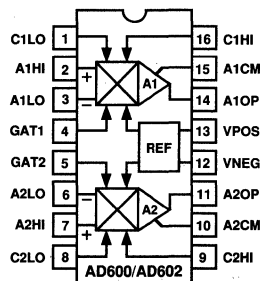 C1LO 1 16 C1HI
A1HI 2 + A1 15 A1CM
A1LO 3 − 14 A1OP
GAT1 4 13 VPOS
REF
GAT2 5 12 VNEG
A2LO 6 − 11 A2OP
A2HI 7 + A2 10 A2CM
C2LO 8 9 C2HI
AD600/AD602